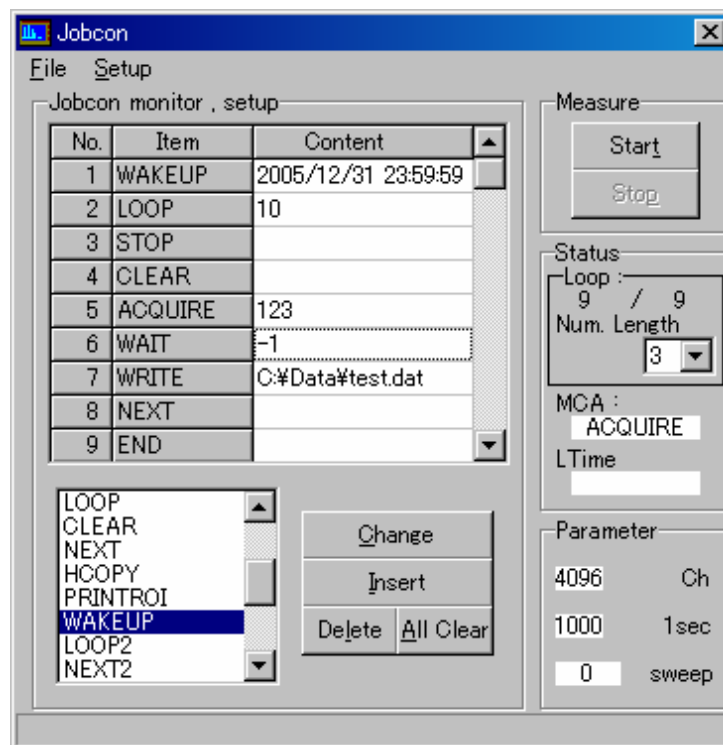 Jobcon
File Setup
Jobcon monitor , setup
No. Item Content
1 WAKEUP 2005/12/31 23:59:59
2 LOOP 10
3 STOP
4 CLEAR
5 ACQUIRE 123
6 WAIT -1
7 WRITE C:¥Data¥test.dat
8 NEXT
9 END
LOOP
CLEAR
NEXT
HCOPY
PRINTROI
WAKEUP
LOOP2
NEXT2
Change
Insert
Delete All Clear
Measure
Start
Stop
Status
Loop :
9 / 9
Num. Length
3
MCA :
ACQUIRE
LTime
Parameter
4096 Ch
1000 1sec
0 sweep